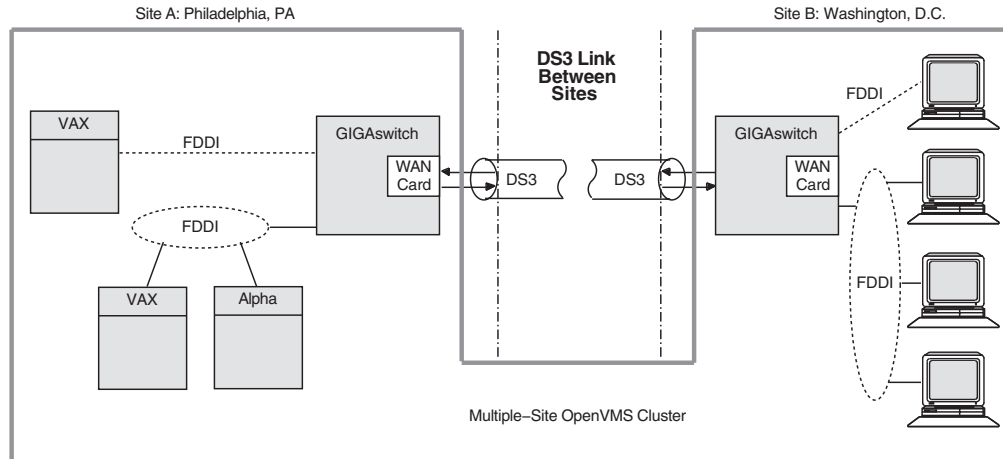 Site A: Philadelphia, PA
Site B: Washington, D.C.
DS3 Link
Between
Sites
VAX
FDDI
GIGAswitch
WAN
Card
DS3
DS3
GIGAswitch
WAN
Card
FDDI
FDDI
VAX
Alpha
FDDI
Multiple–Site OpenVMS Cluster